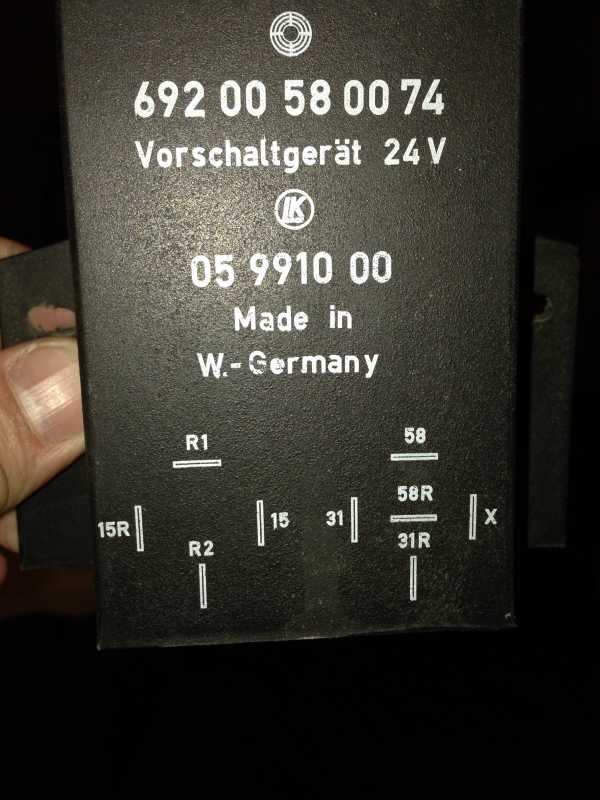 692 00 58 00 74
Vorschaltgerät 24 V
LK
05 9910 00
Made in
W.-Germany
R1
58
15R
15
31
58R
X
R2
31R